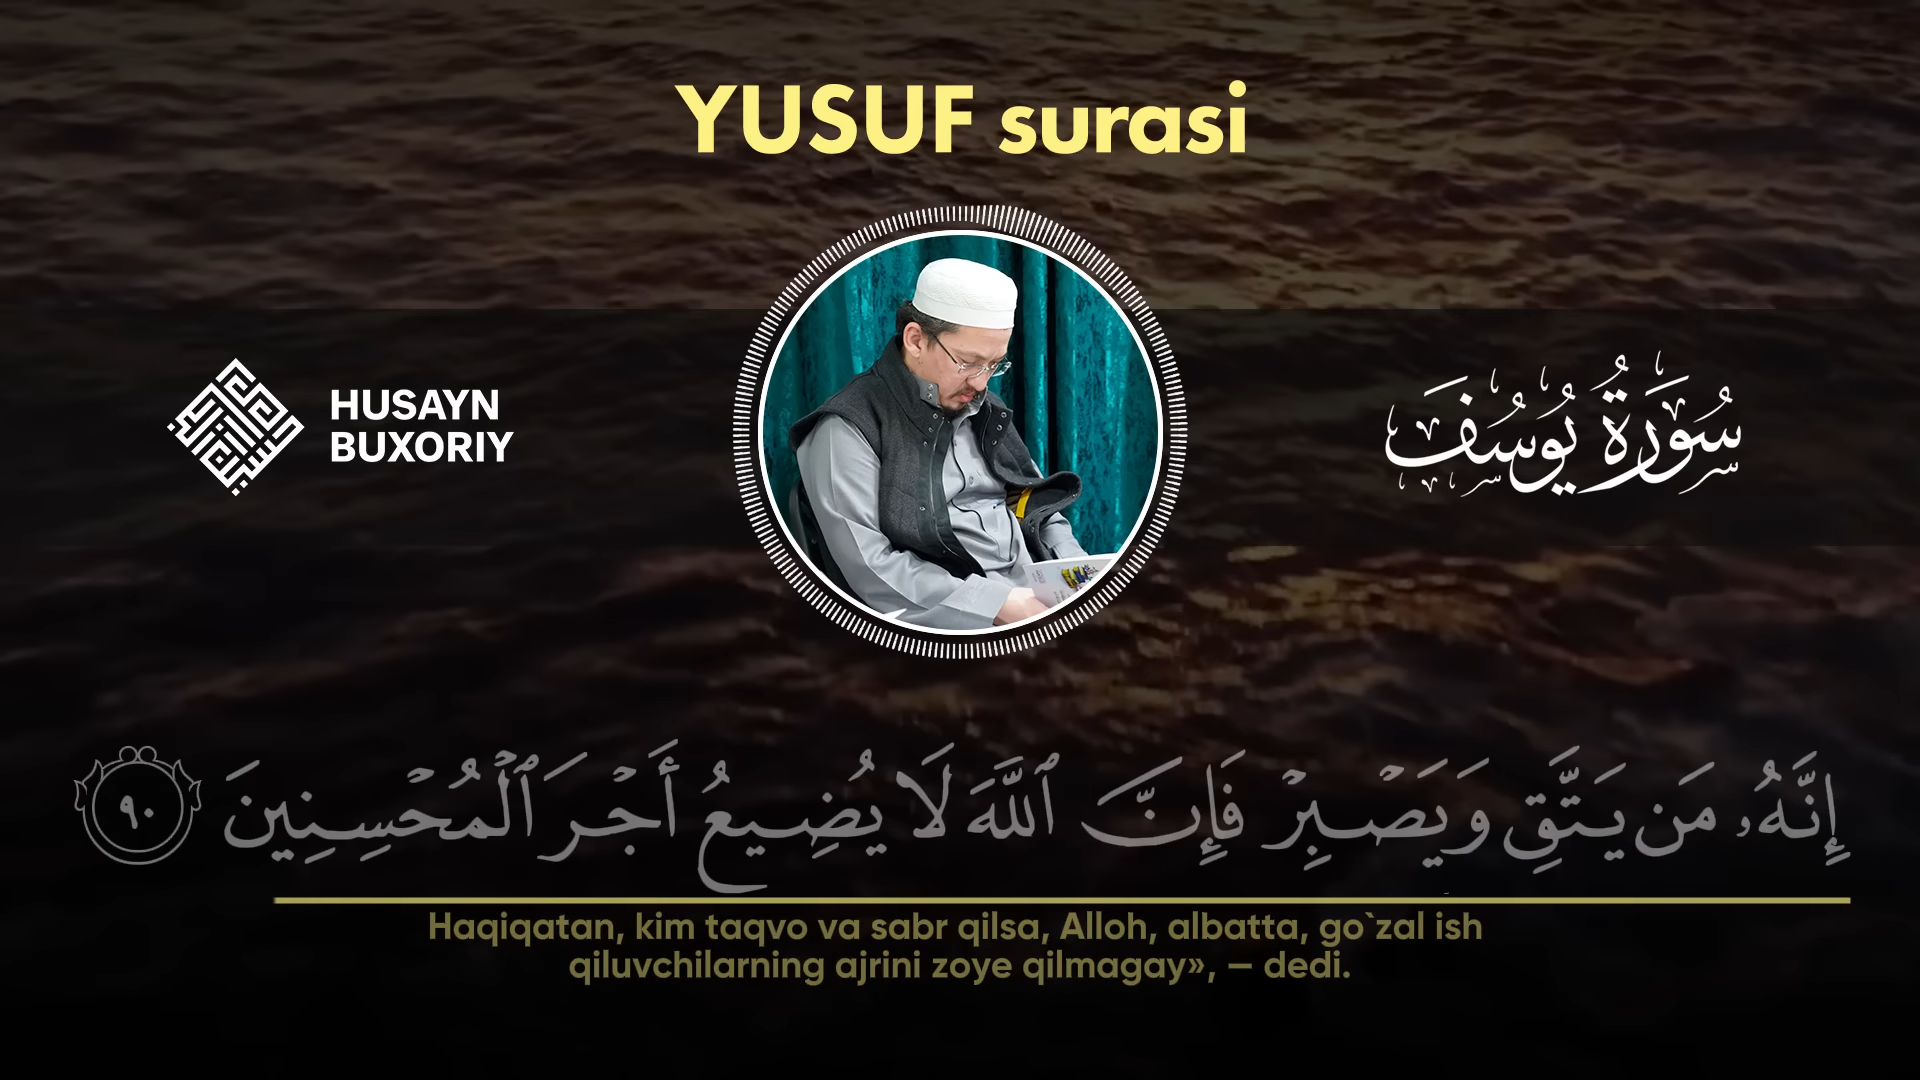 YUSUF surasi
HUSAYN
BUXORIY
سُورَةُ يُوسُفَ
إِنَّهُۥ مَن يَتَّقِ وَيَصْبِرْ فَإِنَّ ٱللَّهَ لَا يُضِيعُ أَجْرَ ٱلْمُحْسِنِينَ ٩٠
Haqiqatan, kim taqvo va sabr qilsa, Alloh, albatta, go`zal ish
qiluvchilarning ajrini zoye qilmagay», — dedi.